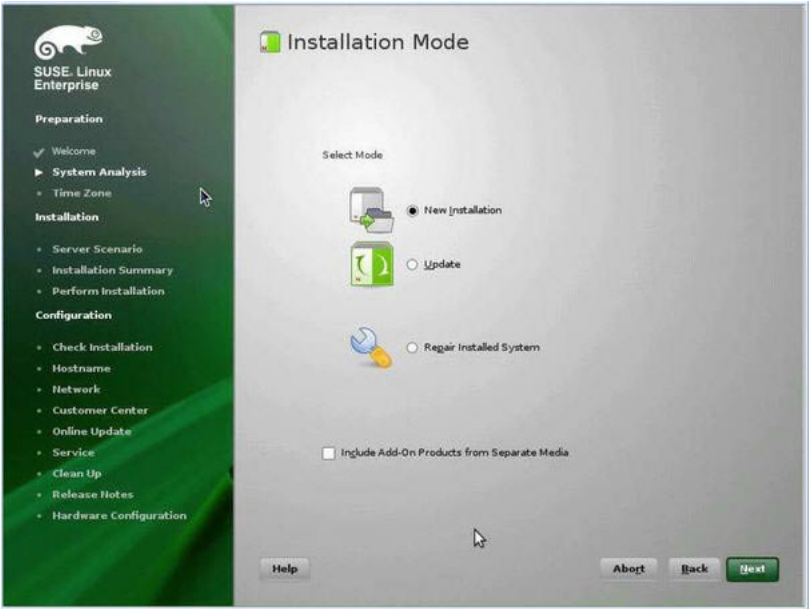 SUSE. Linux
Enterprise
Preparation
Welcome
System Analysis
Time Zone
Installation
Server Scenario
Installation Summary
Perform Installation
Configuration
Check Installation
Hostname
Network
Customer Center
Online Update
Service
Clean Up
Release Notes
Hardware Configuration
Installation Mode
Select Mode
New Installation
Update
Repair Installed System
Include Add-On Products from Separate Media
Help
Abort
Back
Next